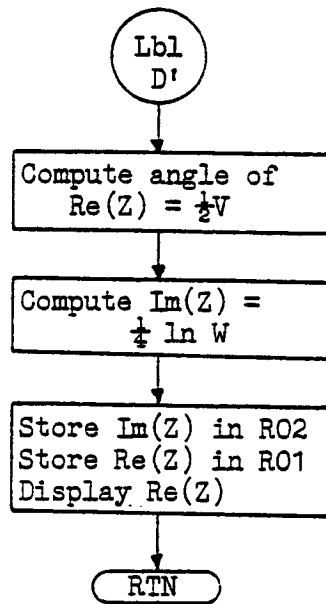 Lbl
D'
Compute angle of
Re(Z) = ½V
Compute Im(Z) =
¼ ln W
Store Im(Z) in R02
Store Re(Z) in R01
Display Re(Z)
RTN